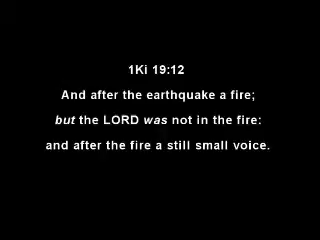 1Ki 19:12
And after the earthquake a fire;
but the LORD was not in the fire:
and after the fire a still small voice.